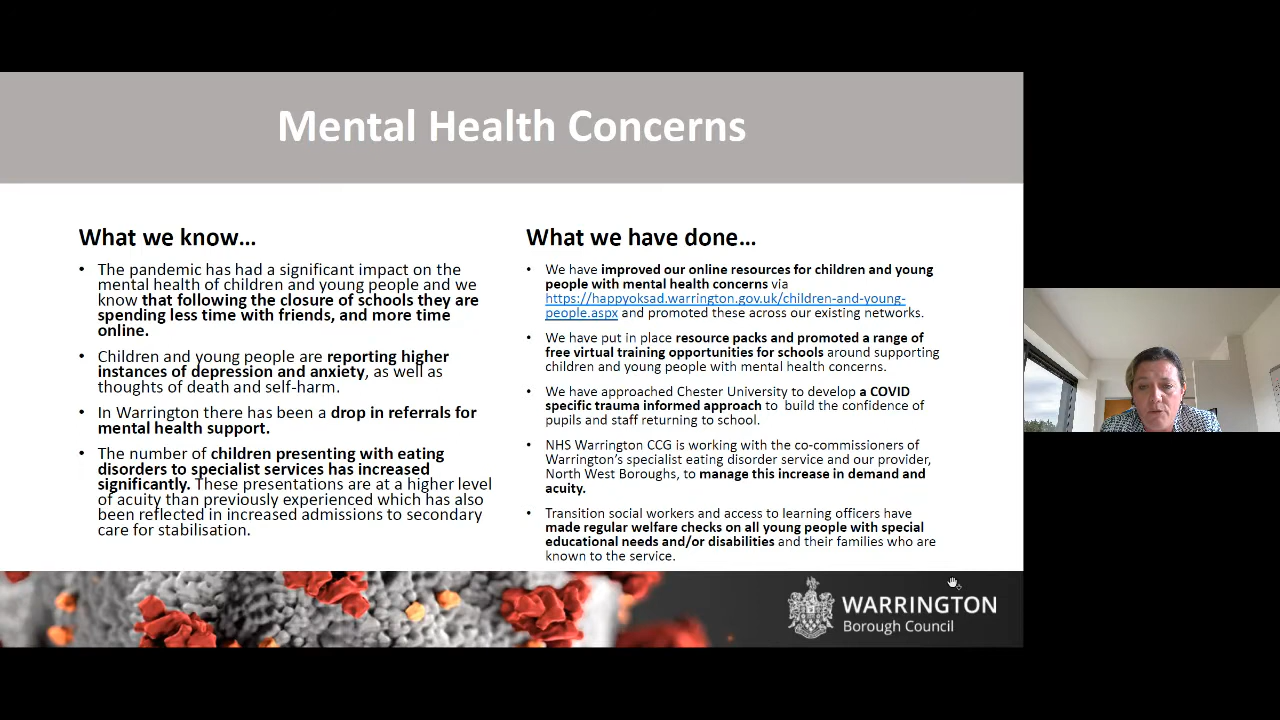 Mental Health Concerns
What we know...
• The pandemic has had a significant impact on the
mental health of children and young people and we
know that following the closure of schools they are
spending less time with friends, and more time
online.
• Children and young people are reporting higher
instances of depression and anxiety, as well as
thoughts of death and self-harm.
• In Warrington there has been a drop in referrals for
mental health support.
• The number of children presenting with eating
disorders to specialist services has increased
significantly. These presentations are at a higher level
of acuity than previously experienced which has also
been reflected in increased admissions to secondary
care for stabilisation.
What we have done...
• We have improved our online resources for children and young
people with mental health concerns via
https://happyoksad.warrington.gov.uk/children-and-young-
people.aspx and promoted these across our existing networks.
• We have put in place resource packs and promoted a range of
free virtual training opportunities for schools around supporting
children and young people with mental health concerns.
• We have approached Chester University to develop a COVID
specific trauma informed approach to build the confidence of
pupils and staff returning to school.
• NHS Warrington CCG is working with the co-commissioners of
Warrington's specialist eating disorder service and our provider,
North West Boroughs, to manage this increase in demand and
acuity.
• Transition social workers and access to learning officers have
made regular welfare checks on all young people with special
educational needs and/or disabilities and their families who are
known to the service.
WARRINGTON
Borough Council